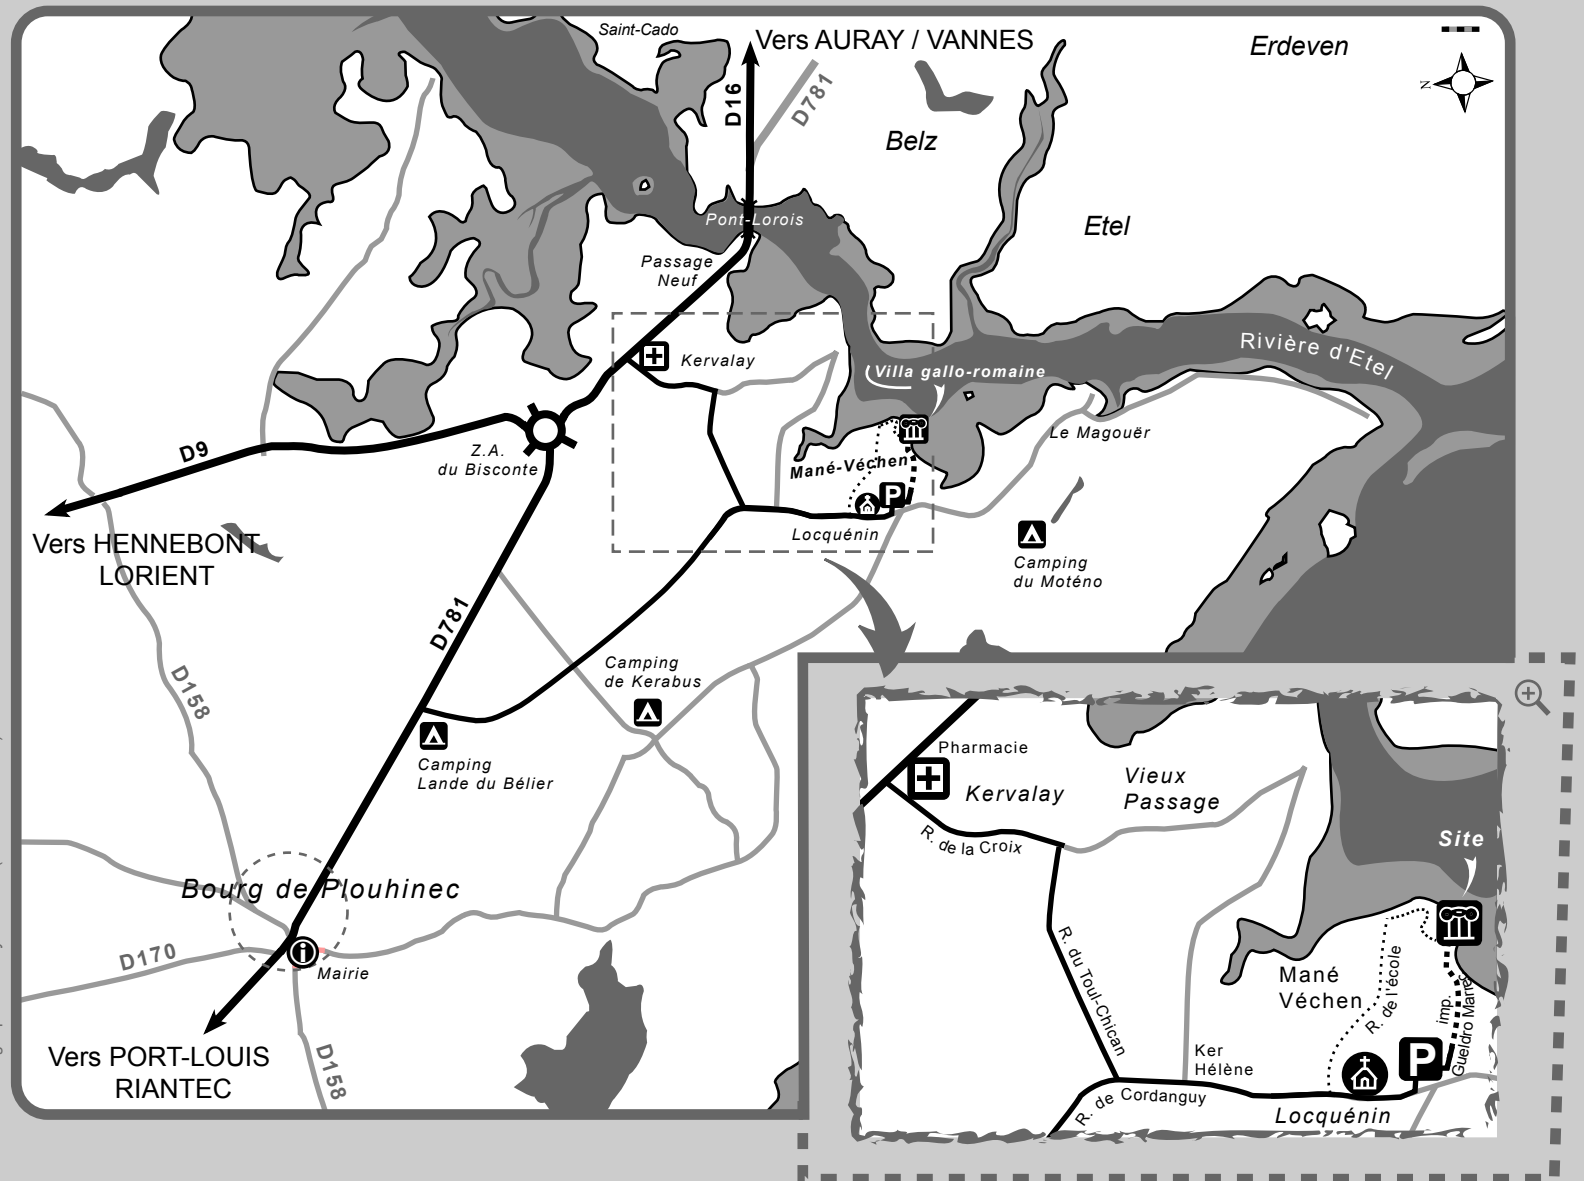 Saint-Cado
Vers AURAY / VANNES
Erdeven
D16
D781
N
Belz
Etel
Pont-Lorois
Passage
Neuf
Rivière d'Etel
Kervalay
Villa gallo-romaine
Le Magouër
D9
Z.A.
du Bisconte
Mané-Véchen
P
Locquénin
Vers HENNEBONT
LORIENT
Camping
du Moténo
D781
D158
Camping
de Kerabus
Camping
Lande du Bélier
Bourg de Plouhinec
D170
i
Mairie
Vers PORT-LOUIS
RIANTEC
D158
Pharmacie
Kervalay
Vieux
Passage
R. de la Croix
Site
R. du Toul-Chican
Mané
Véchen
R. de l'école
imp.
Gueldro Marrec
Ker
Hélène
P
R. de Cordanguy
Locquénin